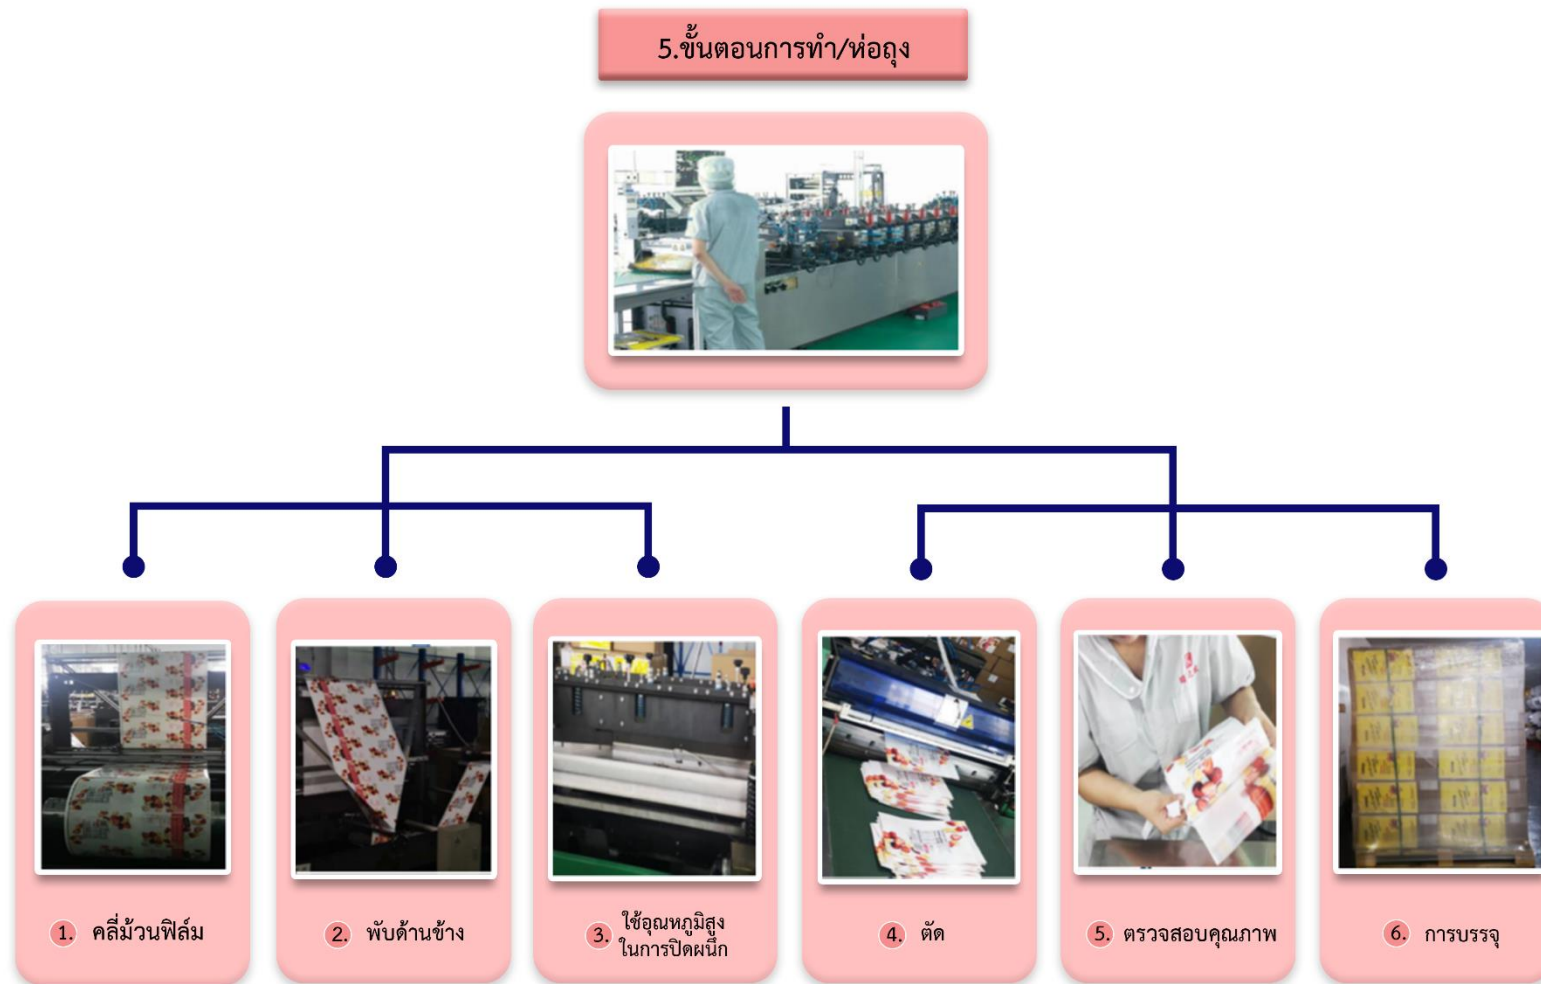 5.ขั้นตอนการทำ/ห่อถุง
1. คลี่ม้วนฟิล์ม
2. พับด้านข้าง
3. ใช้อุณหภูมิสูง
ในการปิดผนึก
4. ตัด
5. ตรวจสอบคุณภาพ
6. การบรรจุ